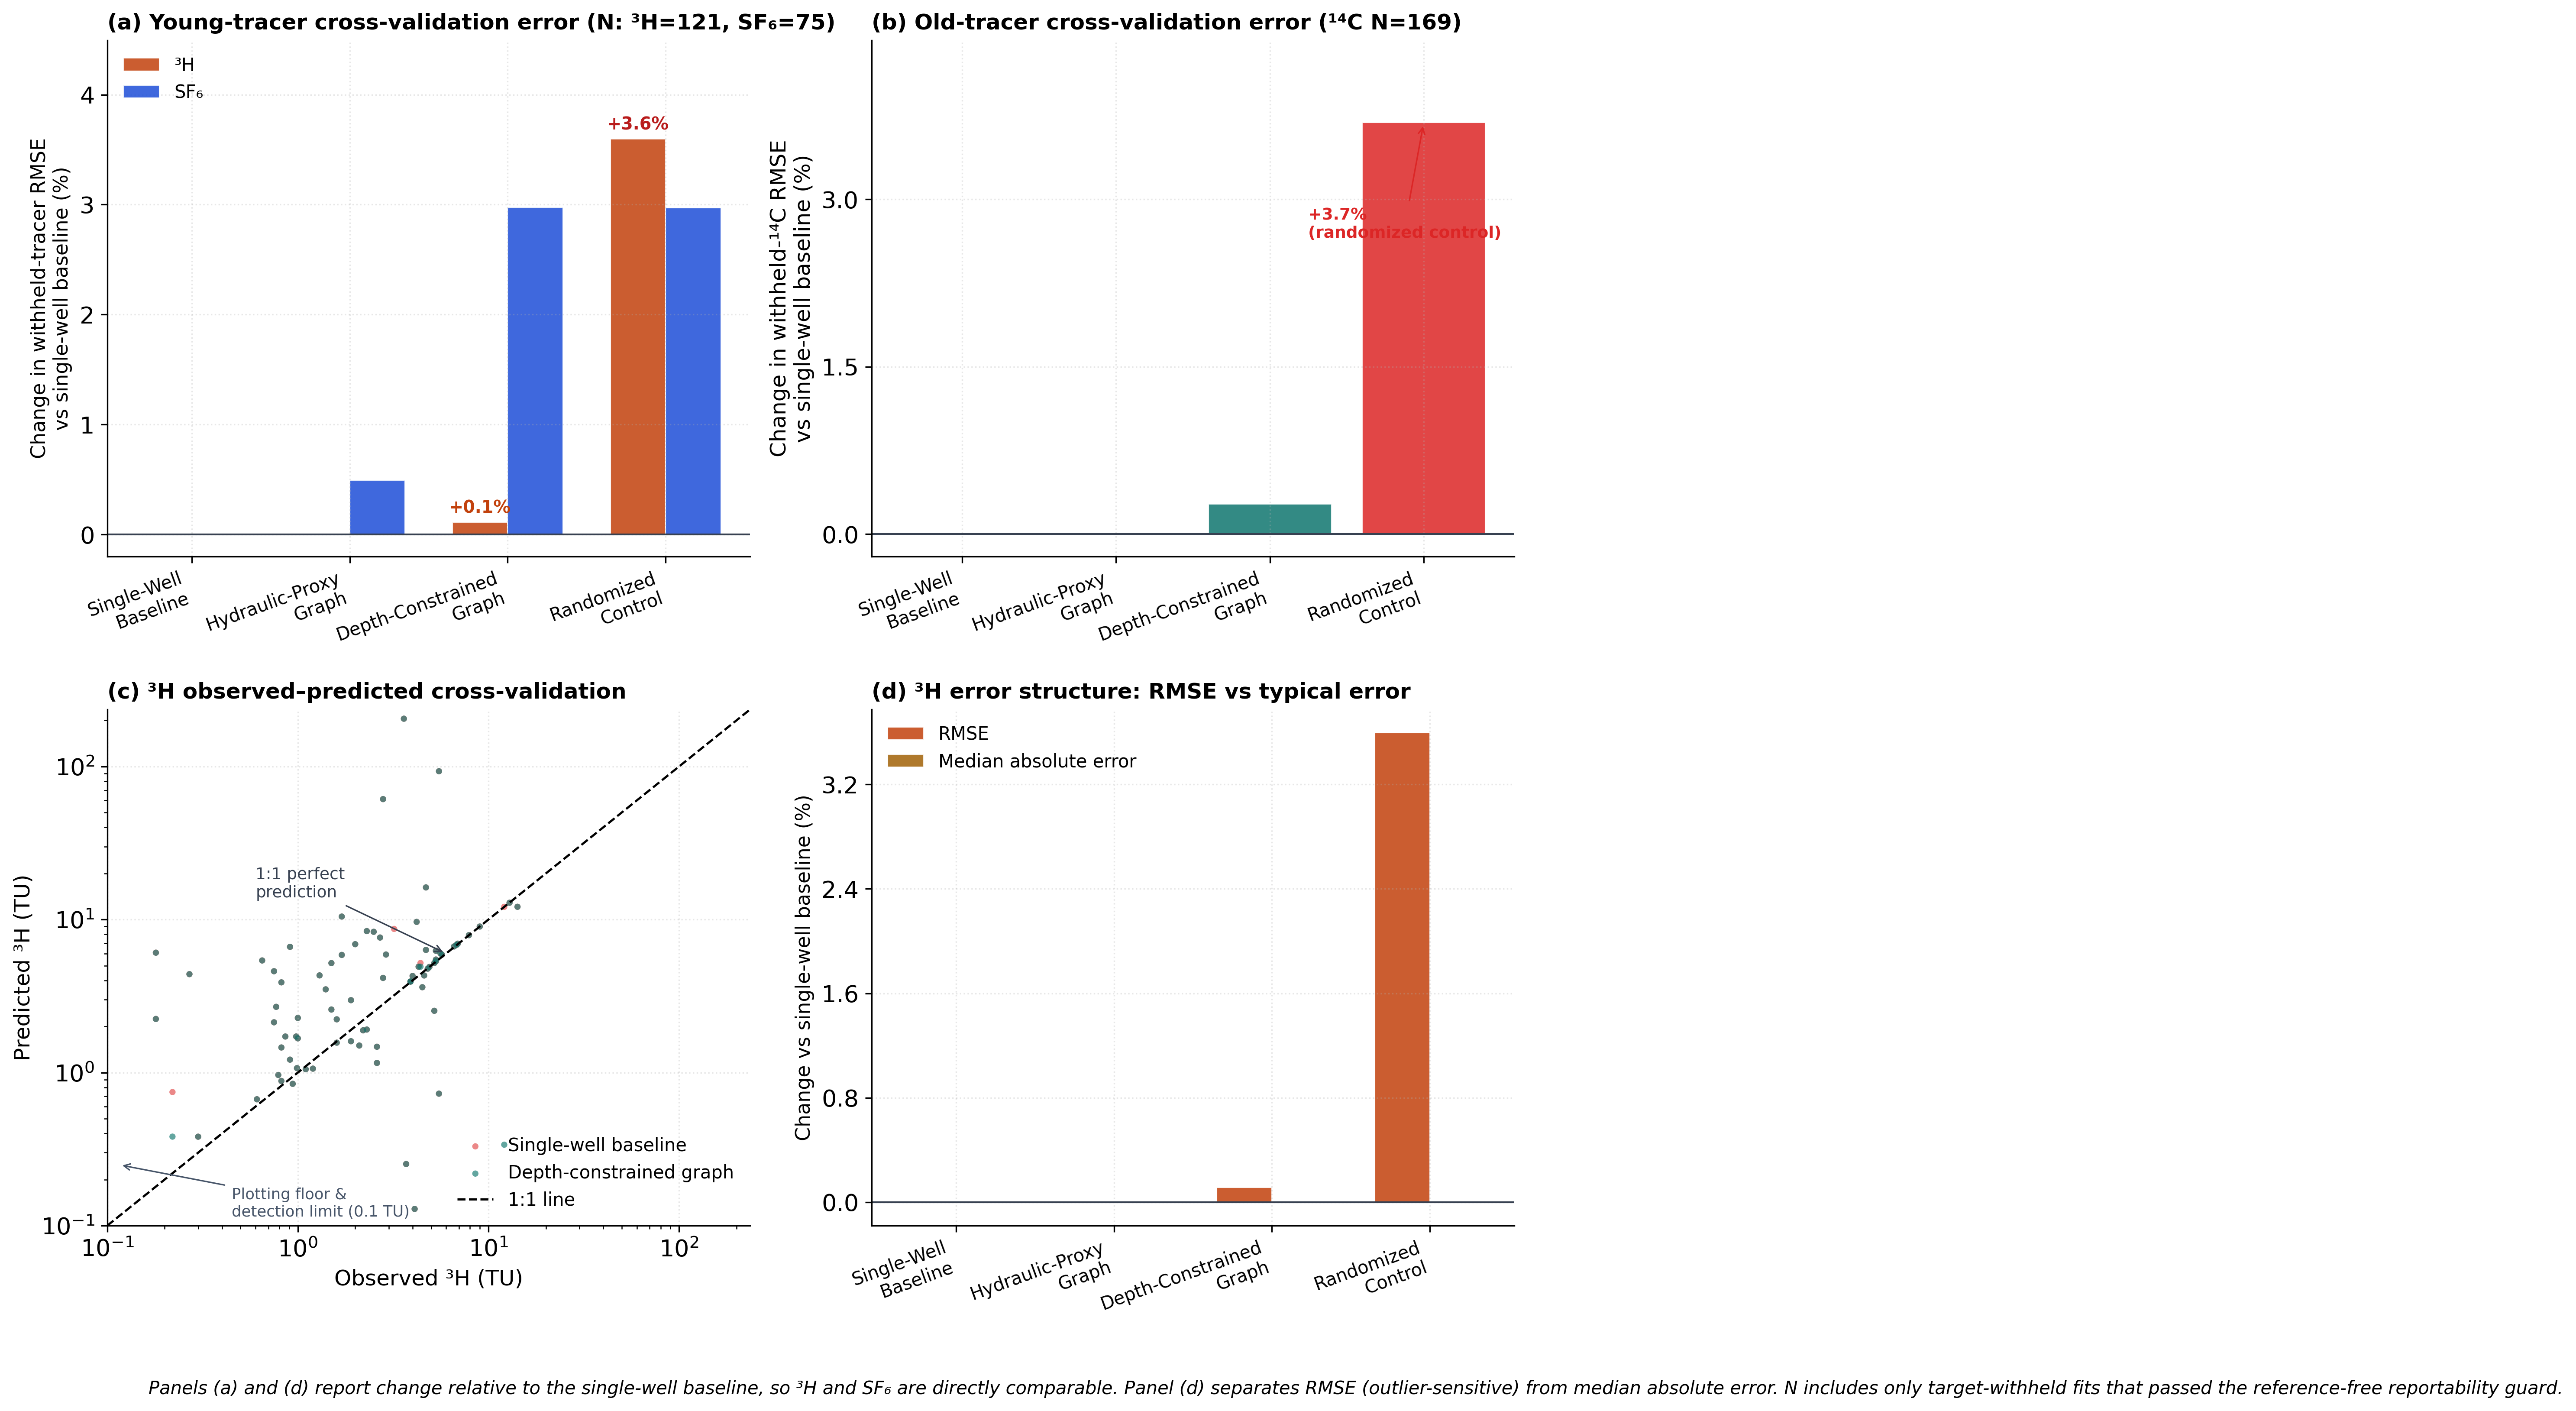 (a) Young-tracer cross-validation error (N: ³H=121, SF₆=75)
³H
SF₆
Change in withheld-tracer RMSE
vs single-well baseline (%)
4
3
2
1
0
+3.6%
+0.1%
Single-Well
Baseline
Hydraulic-Proxy
Graph
Depth-Constrained
Graph
Randomized
Control
(b) Old-tracer cross-validation error (¹⁴C N=169)
Change in withheld-¹⁴C RMSE
vs single-well baseline (%)
3.0
1.5
0.0
+3.7%
(randomized control)
Single-Well
Baseline
Hydraulic-Proxy
Graph
Depth-Constrained
Graph
Randomized
Control
(c) ³H observed–predicted cross-validation
Predicted ³H (TU)
10²
10¹
10⁰
10⁻¹
1:1 perfect
prediction
Plotting floor &
detection limit (0.1 TU)
Single-well baseline
Depth-constrained graph
1:1 line
10⁻¹
10⁰
10¹
10²
Observed ³H (TU)
(d) ³H error structure: RMSE vs typical error
RMSE
Median absolute error
Change vs single-well baseline (%)
3.2
2.4
1.6
0.8
0.0
Single-Well
Baseline
Hydraulic-Proxy
Graph
Depth-Constrained
Graph
Randomized
Control
Panels (a) and (d) report change relative to the single-well baseline, so ³H and SF₆ are directly comparable. Panel (d) separates RMSE (outlier-sensitive) from median absolute error. N includes only target-withheld fits that passed the reference-free reportability guard.